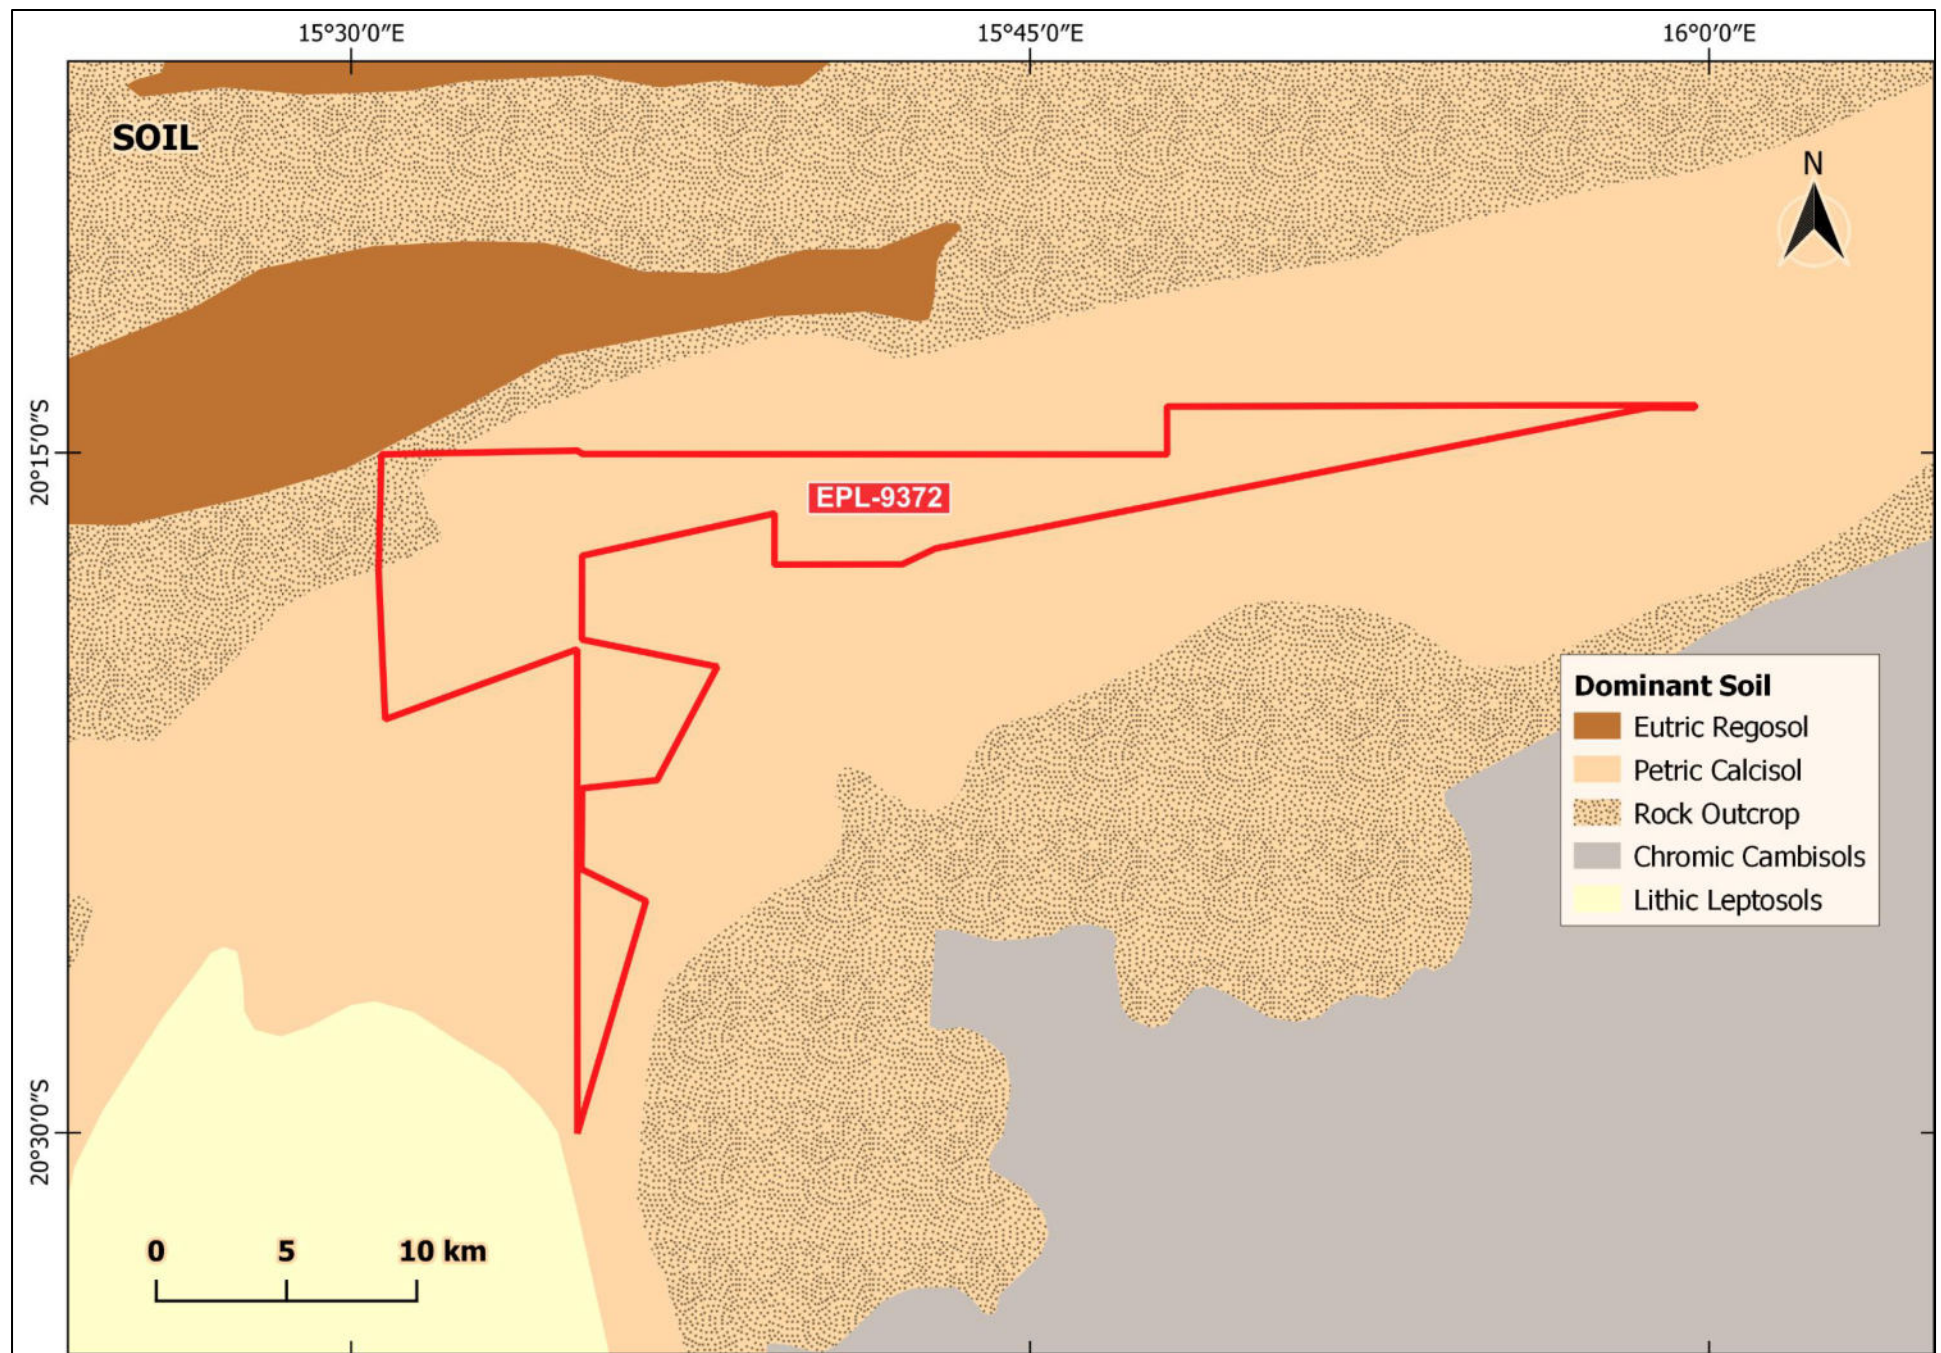 15°30′0″E
15°45′0″E
16°0′0″E
SOIL
N
20°15′0″S
EPL-9372
Dominant Soil
Eutric Regosol
Petric Calcisol
Rock Outcrop
Chromic Cambisols
Lithic Leptosols
20°30′0″S
0 5 10 km